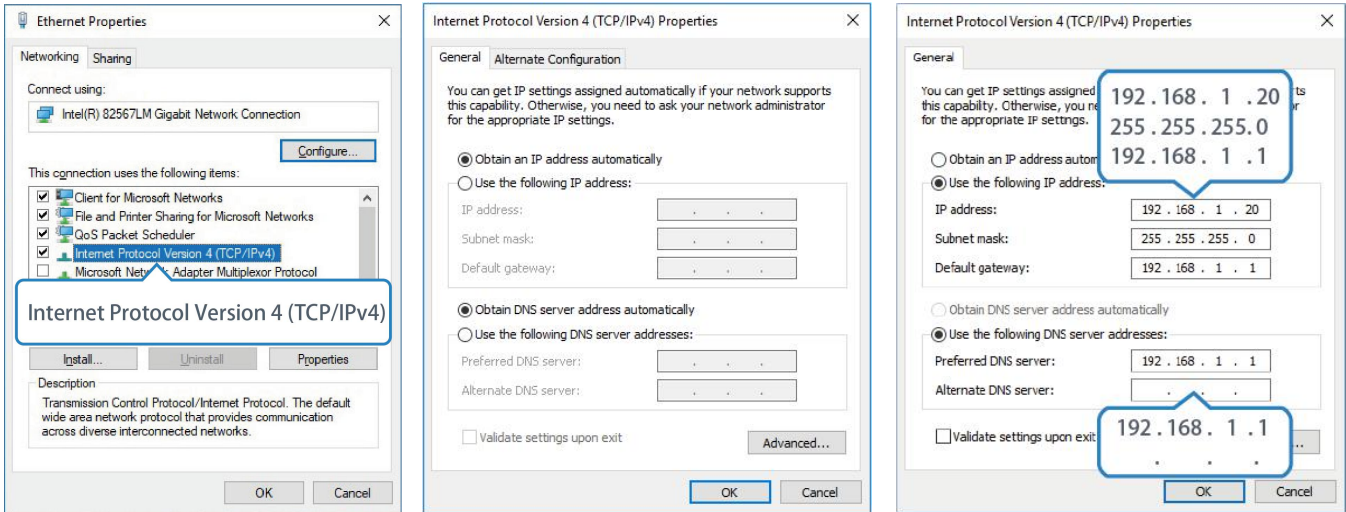 Ethernet Properties
Networking Sharing
Connect using:
Intel(R) 82567LM Gigabit Network Connection
Configure...
This connection uses the following items:
Client for Microsoft Networks
File and Printer Sharing for Microsoft Networks
QoS Packet Scheduler
Internet Protocol Version 4 (TCP/IPv4)
Microsoft Adapter Multiplexor Protocol
Internet Protocol Version 4 (TCP/IPv4)
Install... Uninstall Properties
Description
Transmission Control Protocol/Internet Protocol. The default
wide area network protocol that provides communication
across diverse interconnected networks.
OK Cancel
Internet Protocol Version 4 (TCP/IPv4) Properties
General Alternate Configuration
You can get IP settings assigned automatically if your network supports
this capability. Otherwise, you need to ask your network administrator
for the appropriate IP settings.
Obtain an IP address automatically
Use the following IP address:
IP address: . . .
Subnet mask: . . .
Default gateway: . . .
Obtain DNS server address automatically
Use the following DNS server addresses:
Preferred DNS server: . . .
Alternate DNS server: . . .
Validate settings upon exit
Advanced...
OK Cancel
Internet Protocol Version 4 (TCP/IPv4) Properties
General
You can get IP settings assigned
this capability. Otherwise, you
for the appropriate IP settings.
192.168. 1 .20
255.255.255.0
192.168. 1 .1
Obtain an IP address
Use the following IP address:
IP address: 192 . 168 . 1 . 20
Subnet mask: 255 . 255 . 255 . 0
Default gateway: 192 . 168 . 1 . 1
Obtain DNS server address automatically
Use the following DNS server addresses:
Preferred DNS server: 192 . 168 . 1 . 1
Alternate DNS server: . . .
Validate settings upon exit
192.168. 1 .1
. . .
OK Cancel